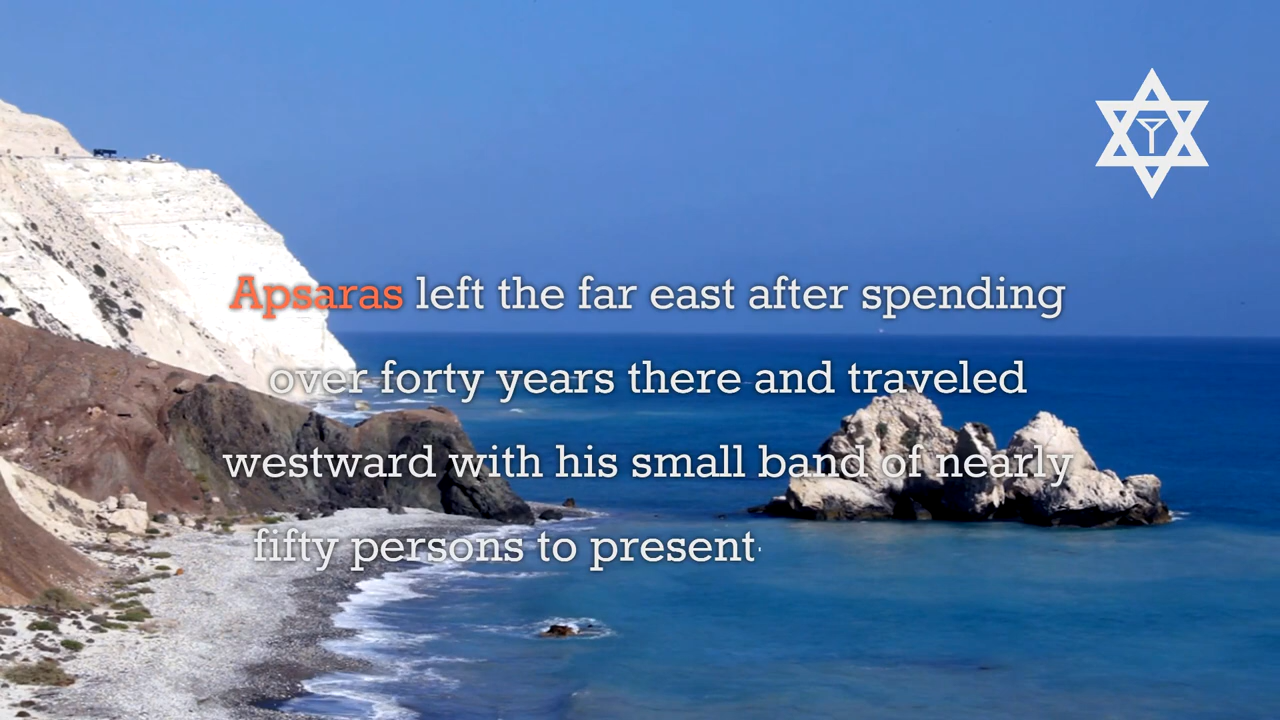 Apsaras left the far east after spending
over forty years there and traveled
westward with his small band of nearly
fifty persons to present